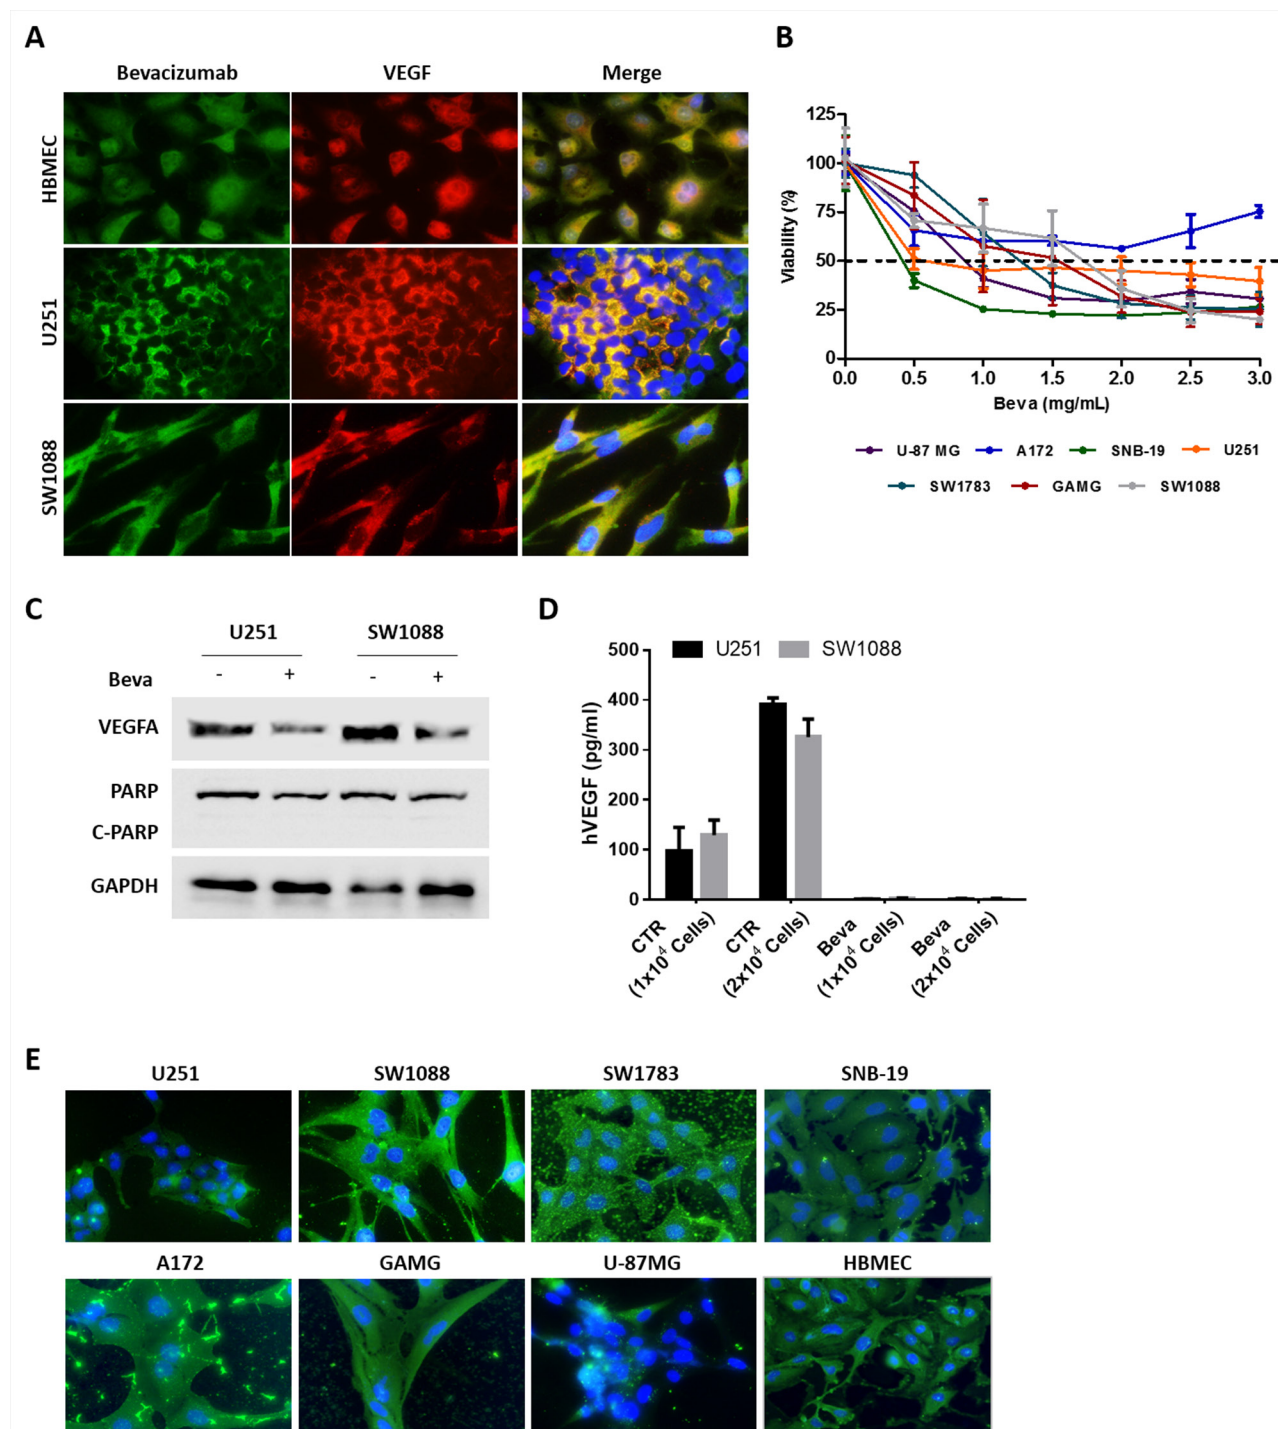 A
Bevacizumab VEGF Merge
HBMEC
U251
SW1088
B
Viability (%)
125
100
75
50
25
0
0.0 0.5 1.0 1.5 2.0 2.5 3.0
Beva (mg/mL)
U-87 MG A172 SNB-19 U251
SW1783 GAMG SW1088
C
U251 SW1088
Beva - + - +
VEGFA
PARP
C-PARP
GAPDH
D
U251 SW1088
hVEGF (pg/ml)
500
400
300
200
100
0
CTR
(1x10⁴ Cells)
CTR
(2x10⁴ Cells)
Beva
(1x10⁴ Cells)
Beva
(2x10⁴ Cells)
E
U251 SW1088 SW1783 SNB-19
A172 GAMG U-87MG HBMEC